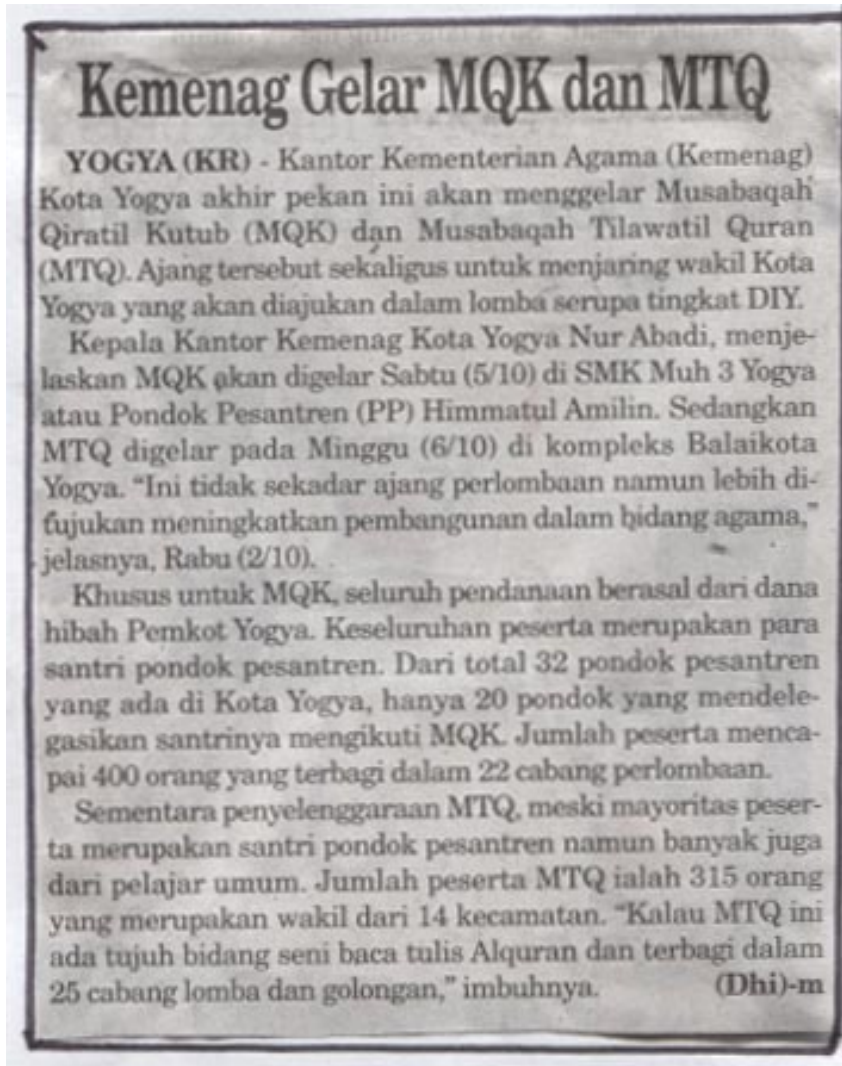 Kemenag Gelar MQK dan MTQ
YOGYA (KR) - Kantor Kementerian Agama (Kemenag)
Kota Yogya akhir pekan ini akan menggelar Musabaqah
Qiratil Kutub (MQK) dan Musabaqah Tilawatil Quran
(MTQ). Ajang tersebut sekaligus untuk menjaring wakil Kota
Yogya yang akan diajukan dalam lomba serupa tingkat DIY.
Kepala Kantor Kemenag Kota Yogya Nur Abadi, menje-
laskan MQK akan digelar Sabtu (5/10) di SMK Muh 3 Yogya
atau Pondok Pesantren (PP) Himmatul Amilin. Sedangkan
MTQ digelar pada Minggu (6/10) di kompleks Balaikota
Yogya. “Ini tidak sekadar ajang perlombaan namun lebih di-
tujukan meningkatkan pembangunan dalam bidang agama,”
jelasnya, Rabu (2/10).
Khusus untuk MQK, seluruh pendanaan berasal dari dana
hibah Pemkot Yogya. Keseluruhan peserta merupakan para
santri pondok pesantren. Dari total 32 pondok pesantren
yang ada di Kota Yogya, hanya 20 pondok yang mendele-
gasikan santrinya mengikuti MQK. Jumlah peserta menca-
pai 400 orang yang terbagi dalam 22 cabang perlombaan.
Sementara penyelenggaraan MTQ, meski mayoritas peser-
ta merupakan santri pondok pesantren namun banyak juga
dari pelajar umum. Jumlah peserta MTQ ialah 315 orang
yang merupakan wakil dari 14 kecamatan. “Kalau MTQ ini
ada tujuh bidang seni baca tulis Alquran dan terbagi dalam
25 cabang lomba dan golongan,” imbuhnya. (Dhi)-m